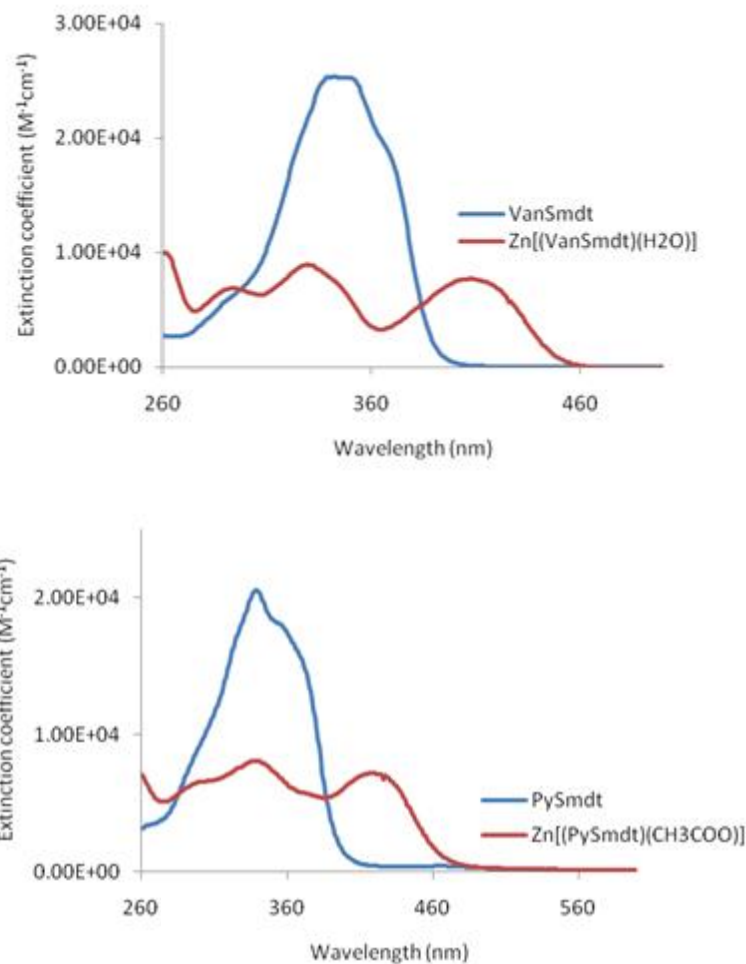 Extinction coefficient (M⁻¹cm⁻¹)
3.00E+04
2.00E+04
1.00E+04
0.00E+00
260
360
460
Wavelength (nm)
VanSmdt
Zn[(VanSmdt)(H2O)]
Extinction coefficient (M⁻¹cm⁻¹)
2.00E+04
1.00E+04
0.00E+00
260
360
460
560
Wavelength (nm)
PySmdt
Zn[(PySmdt)(CH3COO)]